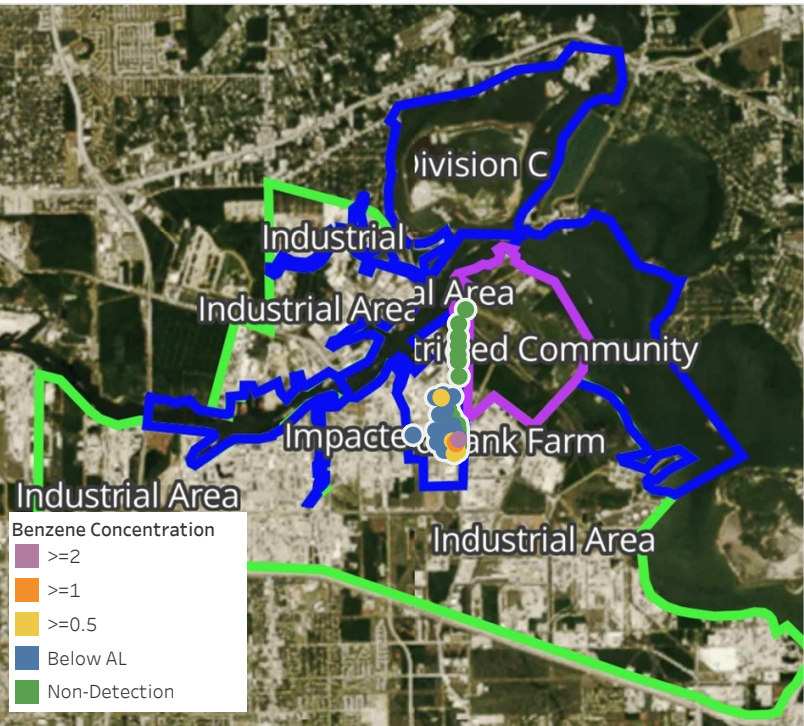 Division C
Industrial
al Area
Industrial Area
ed Community
Impacte
ank Farm
Industrial Area
Industrial Area
Benzene Concentration
>=2
>=1
>=0.5
Below AL
Non-Detection